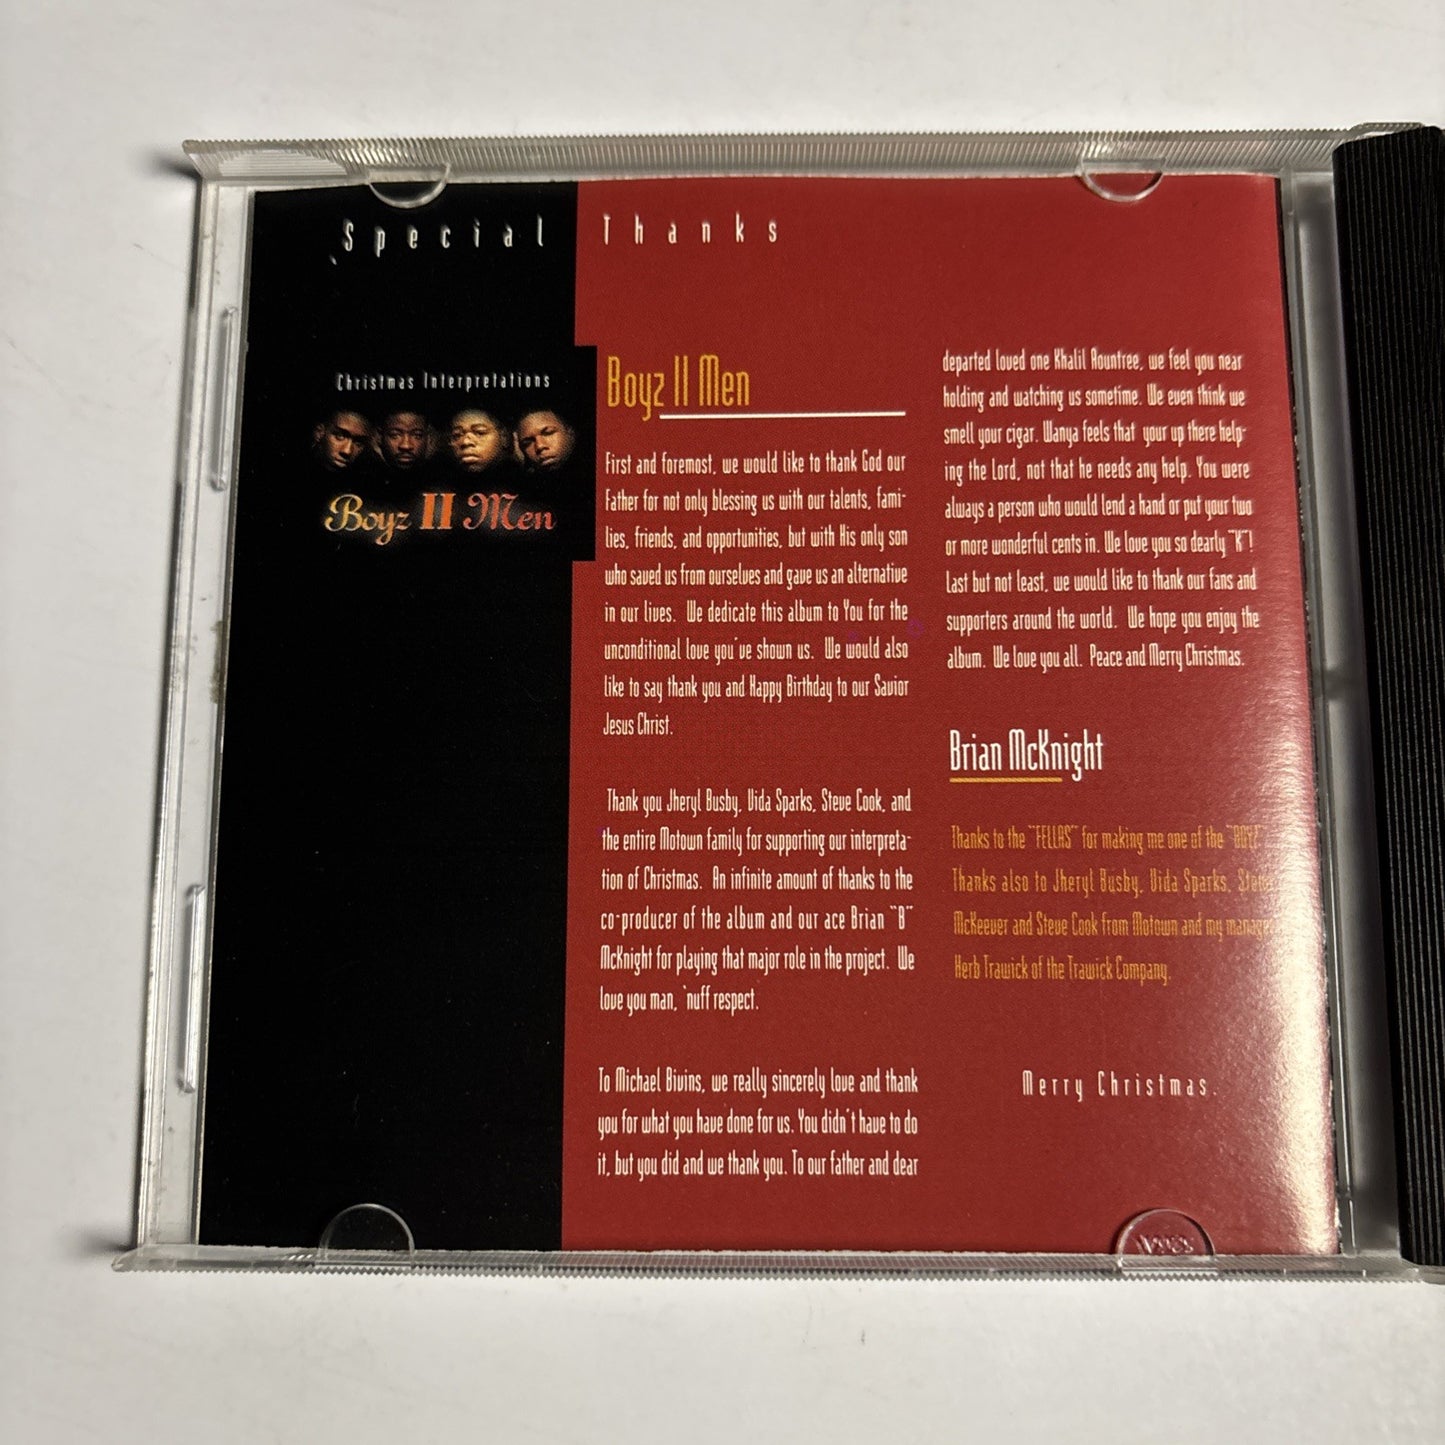 Special Thanks
Christmas Interpretations
Boyz II Men
Boyz II Men
First and foremost, we would like to thank God our
Father for not only blessing us with our talents, fami-
lies, friends, and opportunities, but with His only son
who saved us from ourselves and gave us an alternative
in our lives. We dedicate this album to You for the
unconditional love you've shown us. We would also
like to say thank you and Happy Birthday to our Savior
Jesus Christ.
Thank you Jheryl Busby, Vida Sparks, Steve Cook, and
the entire Motown family for supporting our interpreta-
tion of Christmas. An infinite amount of thanks to the
co-producer of the album and our ace Brian "B"
McKnight for playing that major role in the project. We
love you man, 'nuff respect.
To Michael Bivins, we really sincerely love and thank
you for what you have done for us. You didn't have to do
it, but you did and we thank you. To our father and dear
departed loved one Khalil Rountree, we feel you near
holding and watching us sometime. We even think we
smell your cigar. Wanya feels that your up there help-
ing the Lord, not that he needs any help. You were
always a person who would lend a hand or put your two
or more wonderful cents in. We love you so dearly "K"!
Last but not least, we would like to thank our fans and
supporters around the world. We hope you enjoy the
album. We love you all. Peace and Merry Christmas.
Brian McKnight
Thanks to the "FELLAS" for making me one of the "BOYZ"
Thanks also to Jheryl Busby, Vida Sparks, Steve
McKeever and Steve Cook from Motown and my manager
Herb Trawick of the Trawick Company.
Merry Christmas.